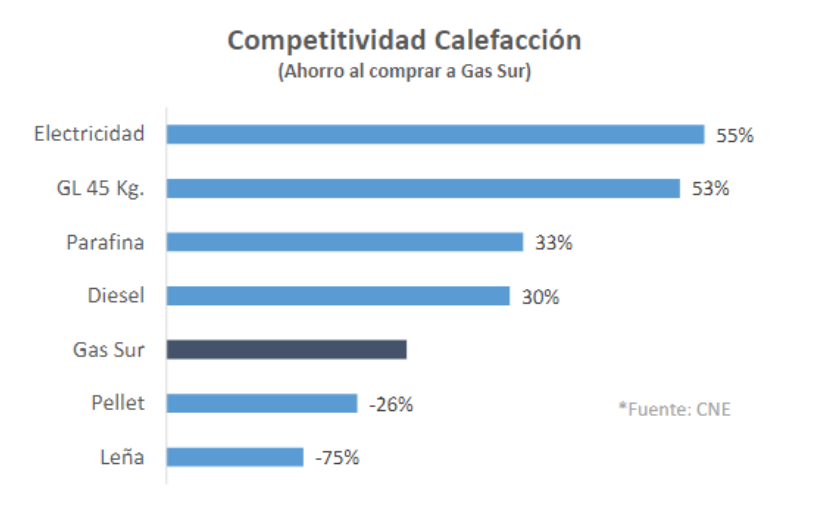 Competitividad Calefacción
(Ahorro al comprar a Gas Sur)
Electricidad 55%
GL 45 Kg. 53%
Parafina 33%
Diesel 30%
Gas Sur
Pellet -26%
*Fuente: CNE
Leña -75%